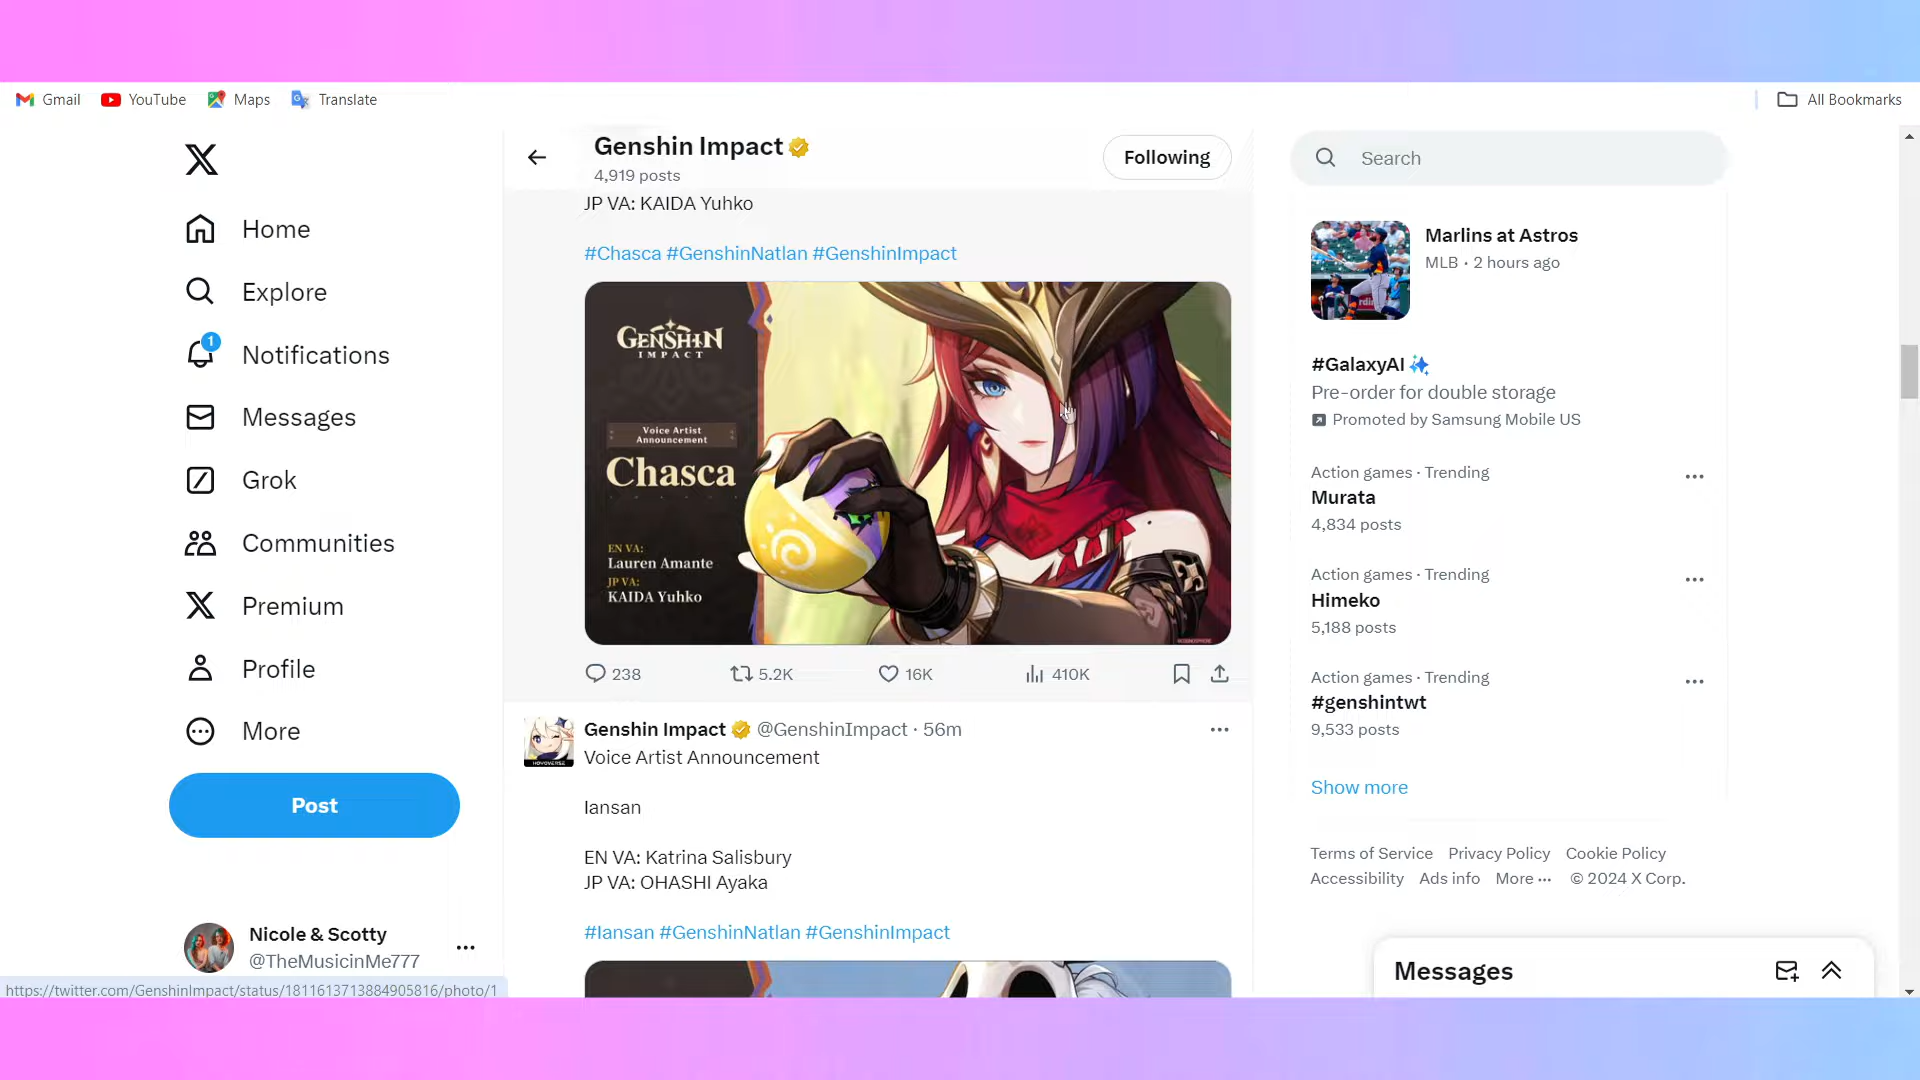 Gmail
YouTube
Maps
Translate
All Bookmarks
Home
Explore
1
Notifications
Messages
Grok
Communities
Premium
Profile
More
Post
Nicole & Scotty
@TheMusicinMe777
https://twitter.com/GenshinImpact/status/1811613713884905816/photo/1
Genshin Impact
4,919 posts
Following
JP VA: KAIDA Yuhko
#Chasca #GenshinNatlan #GenshinImpact
GENSHIN
IMPACT
Voice Artist
Announcement
Chasca
EN VA:
Lauren Amante
JP VA:
KAIDA Yuhko
238
5.2K
16K
410K
Genshin Impact @GenshinImpact · 56m
HOYOVERSE
Voice Artist Announcement
Iansan
EN VA: Katrina Salisbury
JP VA: OHASHI Ayaka
#Iansan #GenshinNatlan #GenshinImpact
Search
Marlins at Astros
MLB · 2 hours ago
#GalaxyAI
Pre-order for double storage
Promoted by Samsung Mobile US
Action games · Trending
Murata
4,834 posts
Action games · Trending
Himeko
5,188 posts
Action games · Trending
#genshintwt
9,533 posts
Show more
Terms of Service Privacy Policy Cookie Policy
Accessibility Ads info More ··· © 2024 X Corp.
Messages